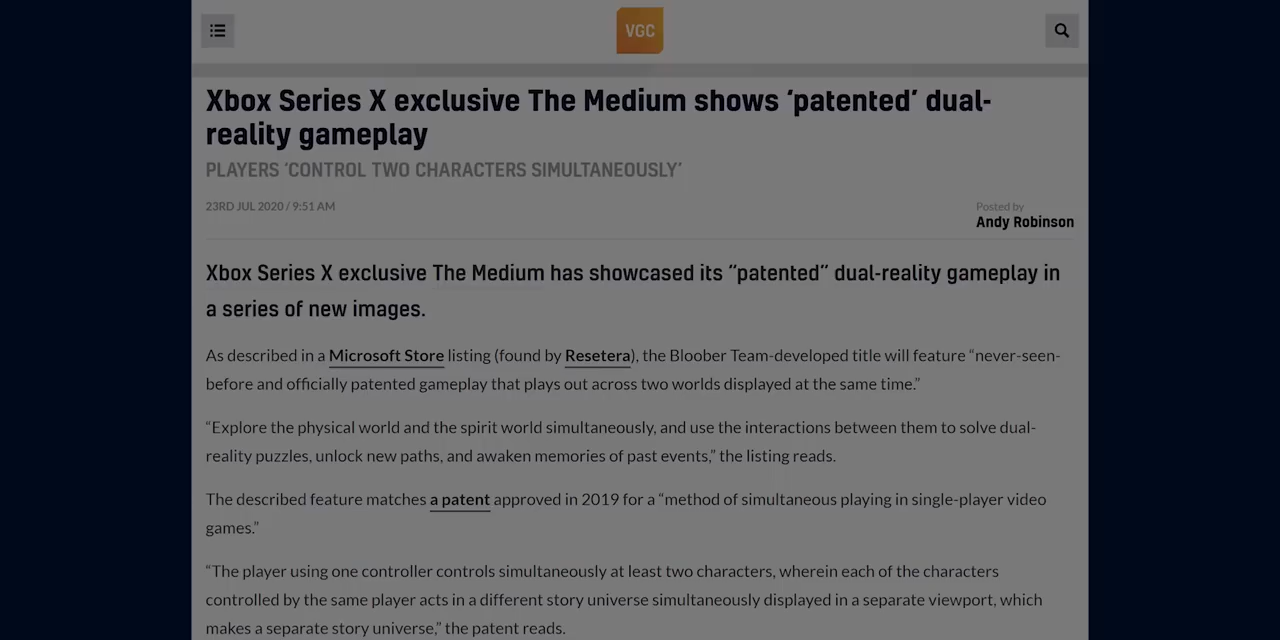 VGC
Xbox Series X exclusive The Medium shows ‘patented’ dual-
reality gameplay
PLAYERS ‘CONTROL TWO CHARACTERS SIMULTANEOUSLY’
23RD JUL 2020 / 9:51 AM
Posted by
Andy Robinson
Xbox Series X exclusive The Medium has showcased its “patented” dual-reality gameplay in
a series of new images.
As described in a Microsoft Store listing (found by Resetera), the Bloober Team-developed title will feature “never-seen-
before and officially patented gameplay that plays out across two worlds displayed at the same time.”
“Explore the physical world and the spirit world simultaneously, and use the interactions between them to solve dual-
reality puzzles, unlock new paths, and awaken memories of past events,” the listing reads.
The described feature matches a patent approved in 2019 for a “method of simultaneous playing in single-player video
games.”
“The player using one controller controls simultaneously at least two characters, wherein each of the characters
controlled by the same player acts in a different story universe simultaneously displayed in a separate viewport, which
makes a separate story universe,” the patent reads.